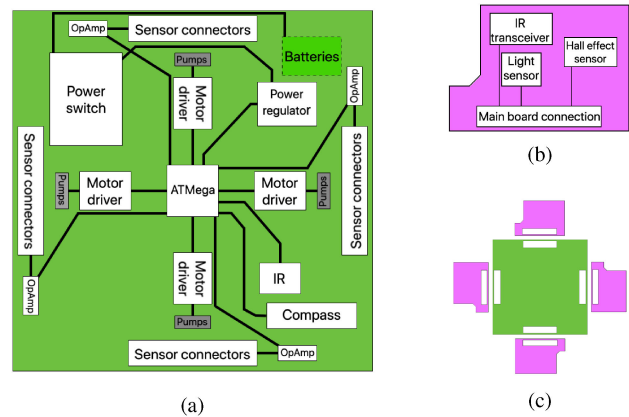 OpAmp
Sensor connectors
Batteries
Power
switch
Pumps
Motor
driver
Power
regulator
OpAmp
Sensor connectors
Sensor connectors
Pumps
Motor
driver
ATMega
Motor
driver
Pumps
OpAmp
Motor
driver
Pumps
IR
Compass
Sensor connectors
OpAmp
(a)
IR
transceiver
Light
sensor
Hall effect
sensor
Main board connection
(b)
(c)